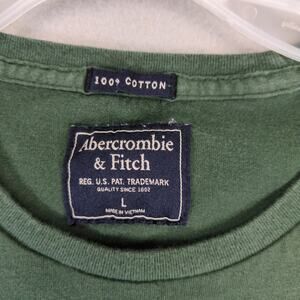 100% COTTON
Abercrombie
& Fitch
REG. U.S. PAT. TRADEMARK
QUALITY SINCE 1892
L
MADE IN VIETNAM